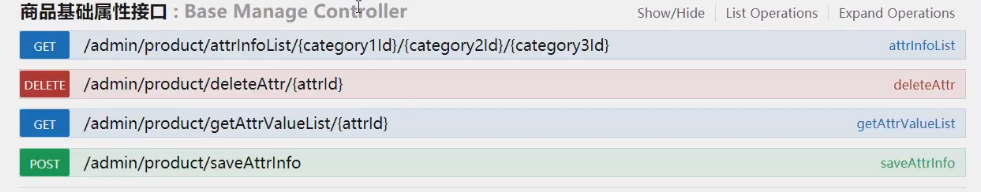 商品基础属性接口 : Base Manage Controller Show/Hide List Operations Expand Operations
GET /admin/product/attrInfoList/{category1Id}/{category2Id}/{category3Id} attrInfoList
DELETE /admin/product/deleteAttr/{attrId} deleteAttr
GET /admin/product/getAttrValueList/{attrId} getAttrValueList
POST /admin/product/saveAttrInfo saveAttrInfo